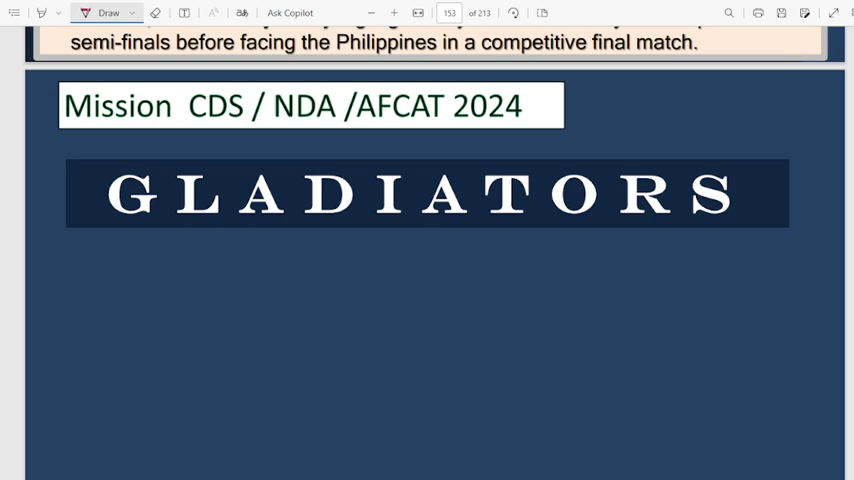 Draw
Ask Copilot
153 of 213
semi-finals before facing the Philippines in a competitive final match.
Mission CDS / NDA /AFCAT 2024
GLADIATORS